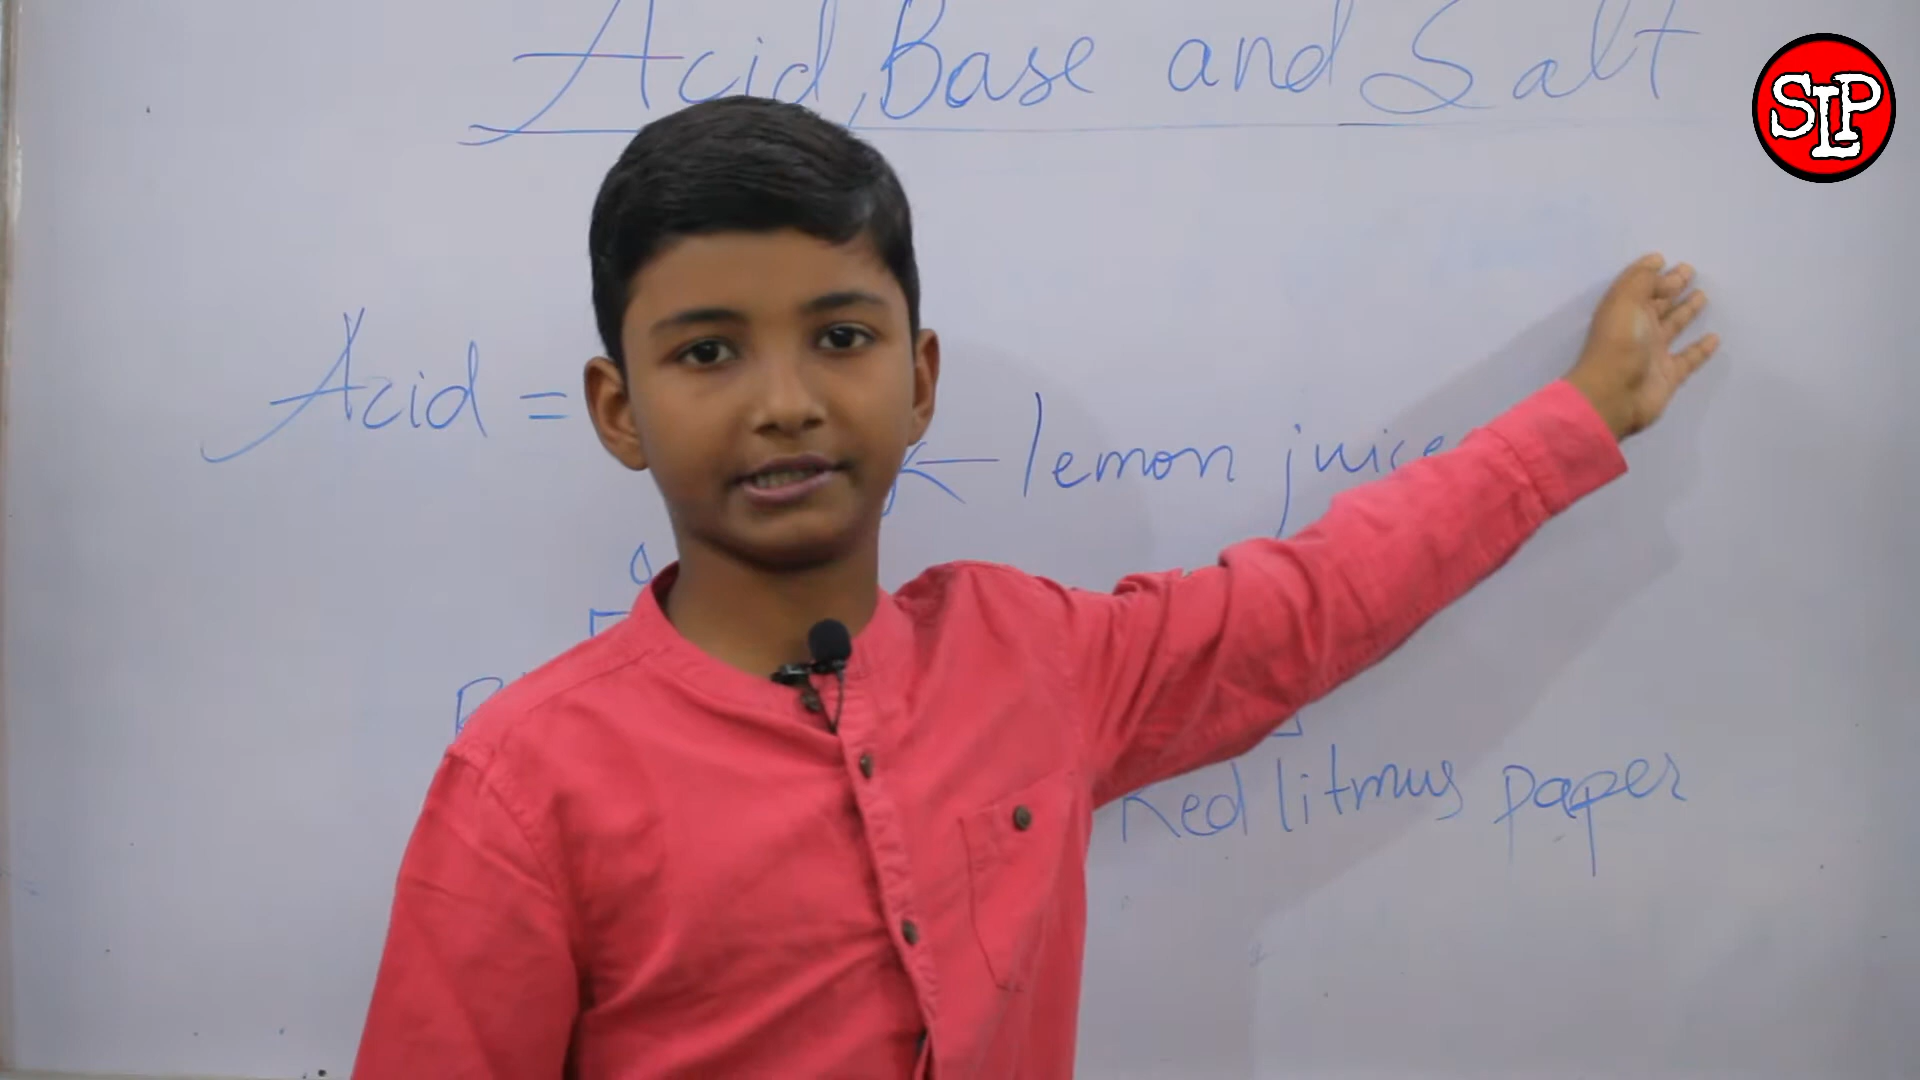 Acid, Base and Salt
SLP
Acid =
lemon juice
Red litmus paper